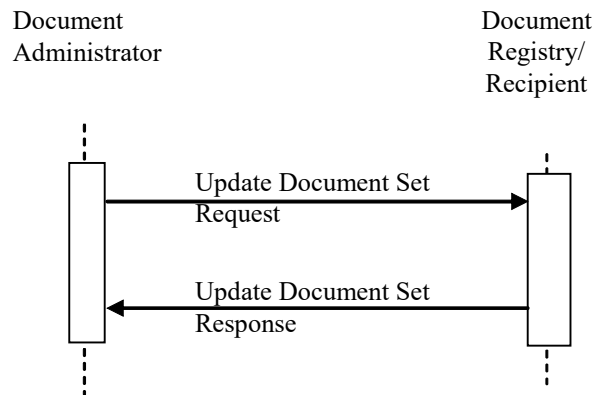 Document
Administrator
Document
Registry/
Recipient
Update Document Set
Request
Update Document Set
Response